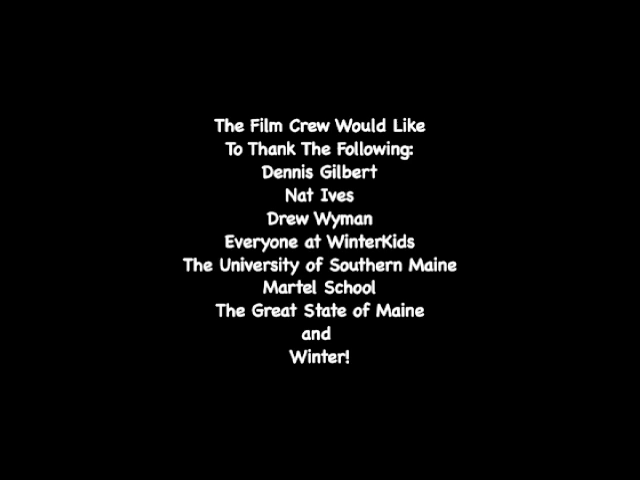 The Film Crew Would Like
To Thank The Following:
Dennis Gilbert
Nat Ives
Drew Wyman
Everyone at WinterKids
The University of Southern Maine
Martel School
The Great State of Maine
and
Winter!